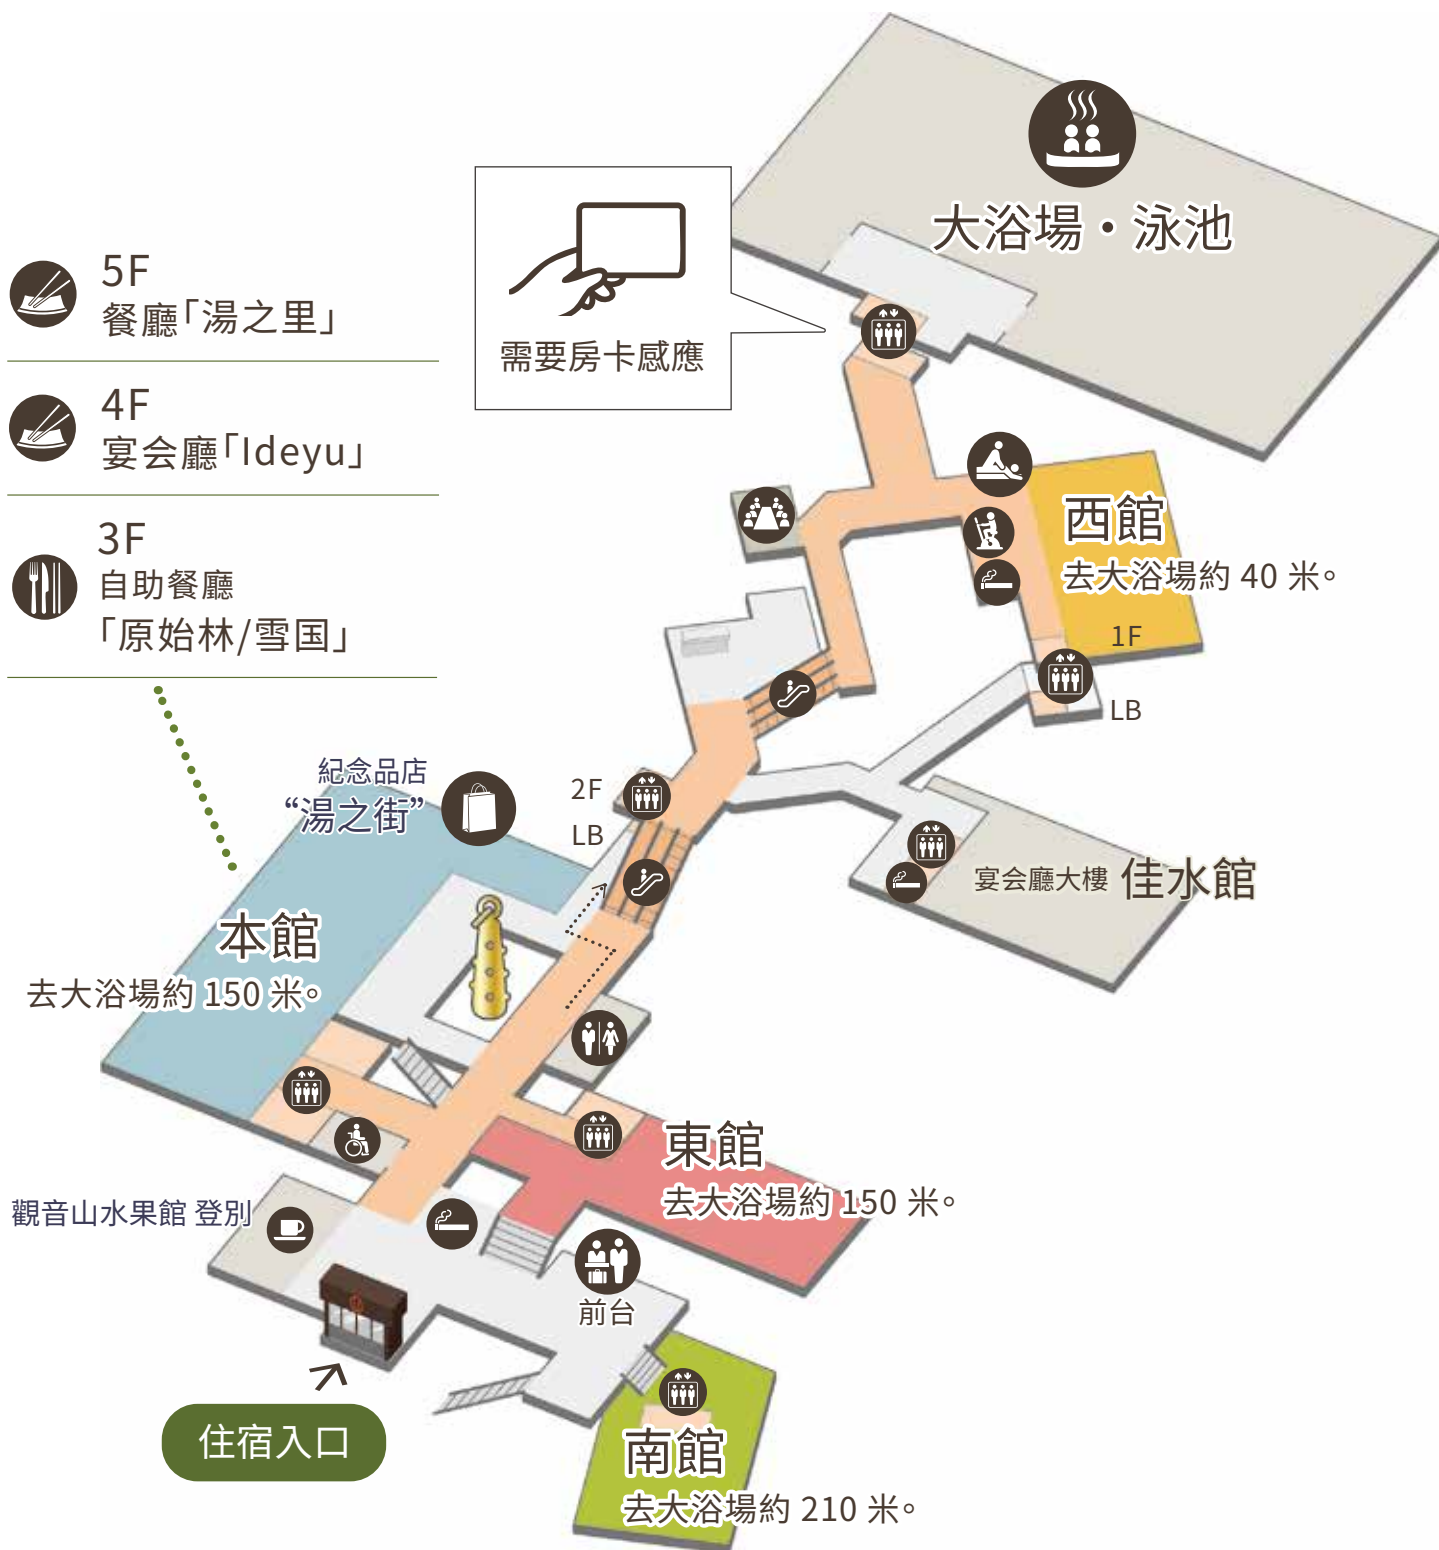 大浴場・泳池
需要房卡感應
5F
餐廳「湯之里」
4F
宴会廳「Ideyu」
3F
自助餐廳
「原始林/雪国」
西館
去大浴場約 40 米。
1F
LB
紀念品店
“湯之街”
2F
LB
宴会廳大樓 佳水館
本館
去大浴場約 150 米。
東館
去大浴場約 150 米。
觀音山水果館 登別
前台
住宿入口
南館
去大浴場約 210 米。